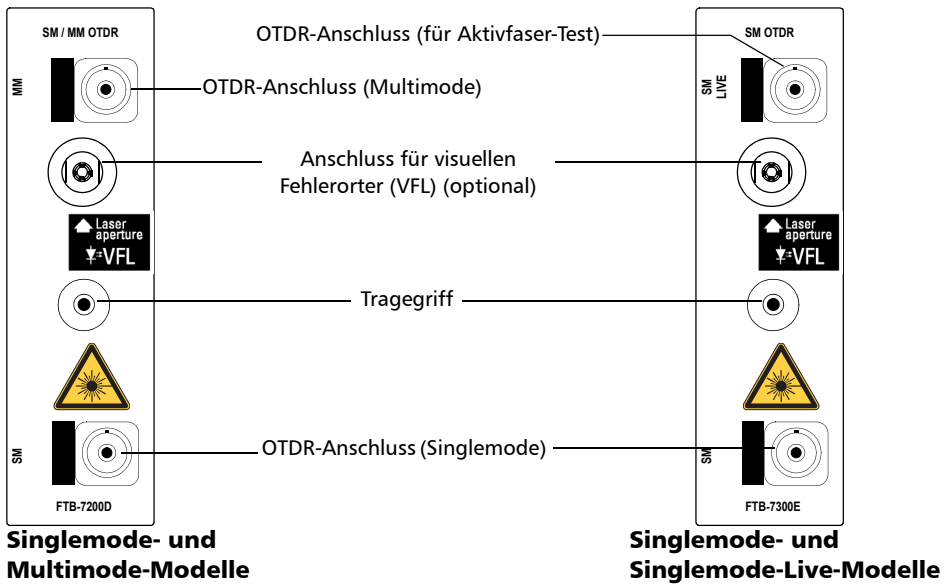 SM / MM OTDR
MM
OTDR-Anschluss (für Aktivfaser-Test)
OTDR-Anschluss (Multimode)
SM OTDR
SM
LIVE
Anschluss für visuellen
Fehlerorter (VFL) (optional)
Laser
aperture
VFL
Laser
aperture
VFL
Tragegriff
OTDR-Anschluss (Singlemode)
SM
SM
FTB-7200D
FTB-7300E
Singlemode- und
Multimode-Modelle
Singlemode- und
Singlemode-Live-Modelle